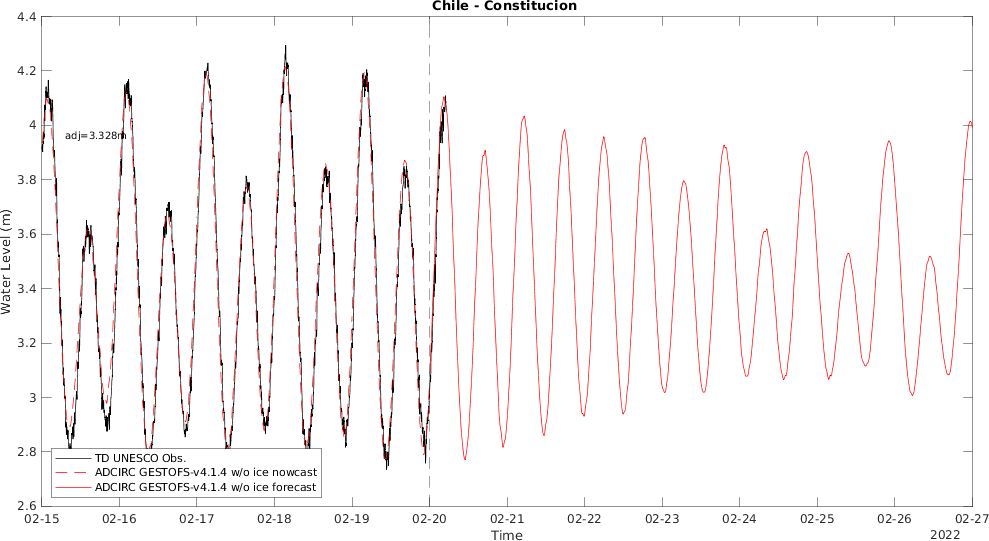 Chile - Constitucion
4.4
4.2
4
3.8
3.6
3.4
3.2
3
2.8
2.6
Water Level (m)
adj=3.328m
TD UNESCO Obs.
ADCIRC GESTOFS-v4.1.4 w/o ice nowcast
ADCIRC GESTOFS-v4.1.4 w/o ice forecast
02-15 02-16 02-17 02-18 02-19 02-20 02-21 02-22 02-23 02-24 02-25 02-26 02-27
Time
2022